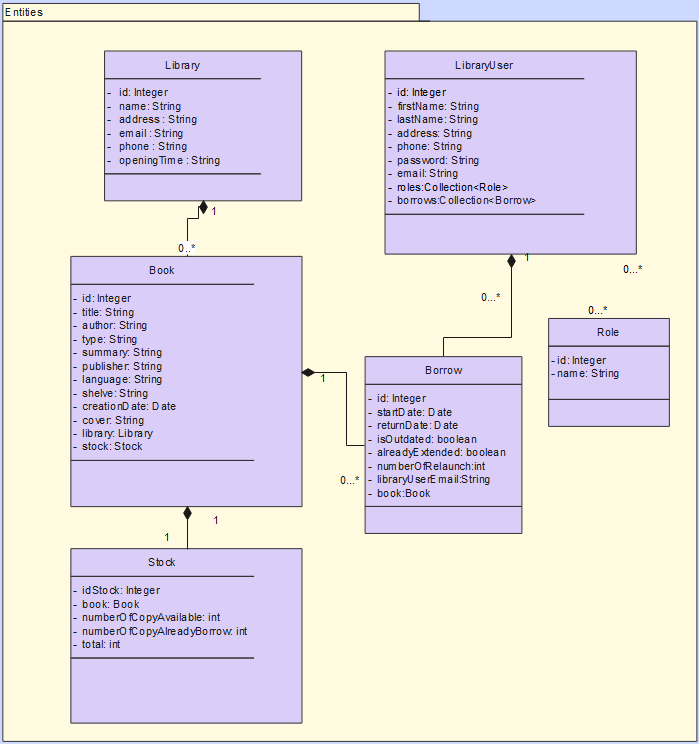 Entities
Library
- id: Integer
- name: String
- address : String
- email : String
- phone : String
- openingTime : String
1
0..*
LibraryUser
- id: Integer
- firstName: String
- lastName: String
- address: String
- phone: String
- password: String
- email: String
- roles:Collection<Role>
- borrows:Collection<Borrow>
1
0...*
0...*
0...*
Book
- id: Integer
- title: String
- author: String
- type: String
- summary: String
- publisher: String
- language: String
- shelve: String
- creationDate: Date
- cover: String
- library: Library
- stock: Stock
1
0...*
1
1
Borrow
- id: Integer
- startDate: Date
- returnDate: Date
- isOutdated: boolean
- alreadyExtended: boolean
- numberOfRelaunch:int
- libraryUserEmail:String
- book:Book
Role
- id: Integer
- name: String
Stock
- idStock: Integer
- book: Book
- numberOfCopyAvailable: int
- numberOfCopyAlreadyBorrow: int
- total: int